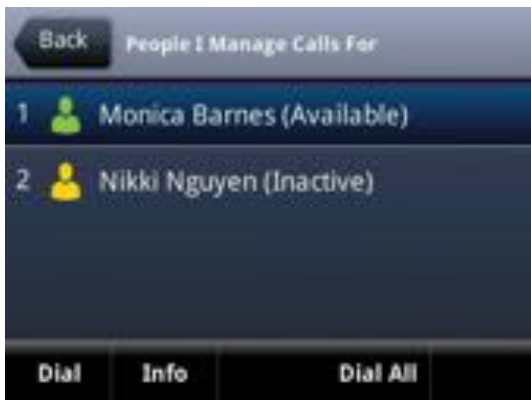 Back People I Manage Calls For
1 Monica Barnes (Available)
2 Nikki Nguyen (Inactive)
Dial Info Dial All